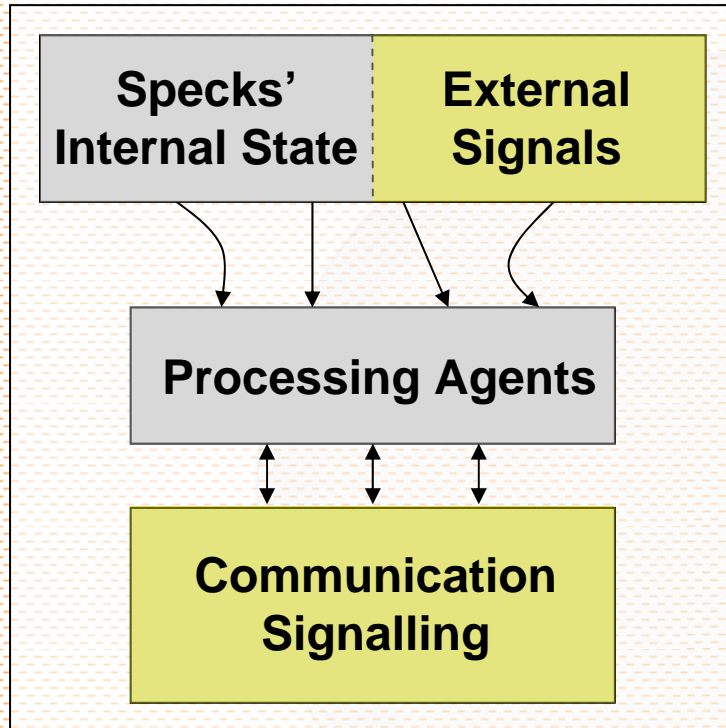 Specks’
Internal State
External
Signals
Processing Agents
Communication
Signalling